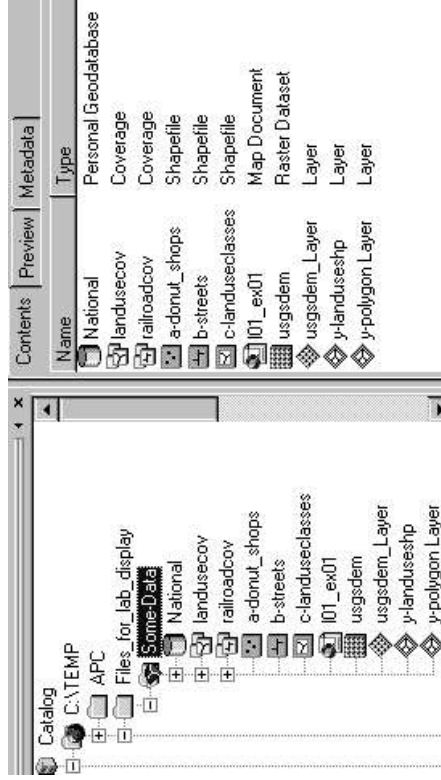 Catalog
C:\TEMP
APC
Files_for_lab_display
Some-Data
National
landusecov
railroadcov
a-donut_shops
b-streets
c-landuseclasses
l01_ex01
usgsdem
usgsdem_Layer
y-landuseshp
y-polygon Layer
Contents Preview Metadata
Name Type
National Personal Geodatabase
landusecov Coverage
railroadcov Coverage
a-donut_shops Shapefile
b-streets Shapefile
c-landuseclasses Shapefile
l01_ex01 Map Document
usgsdem Raster Dataset
usgsdem_Layer Layer
y-landuseshp Layer
y-polygon Layer Layer